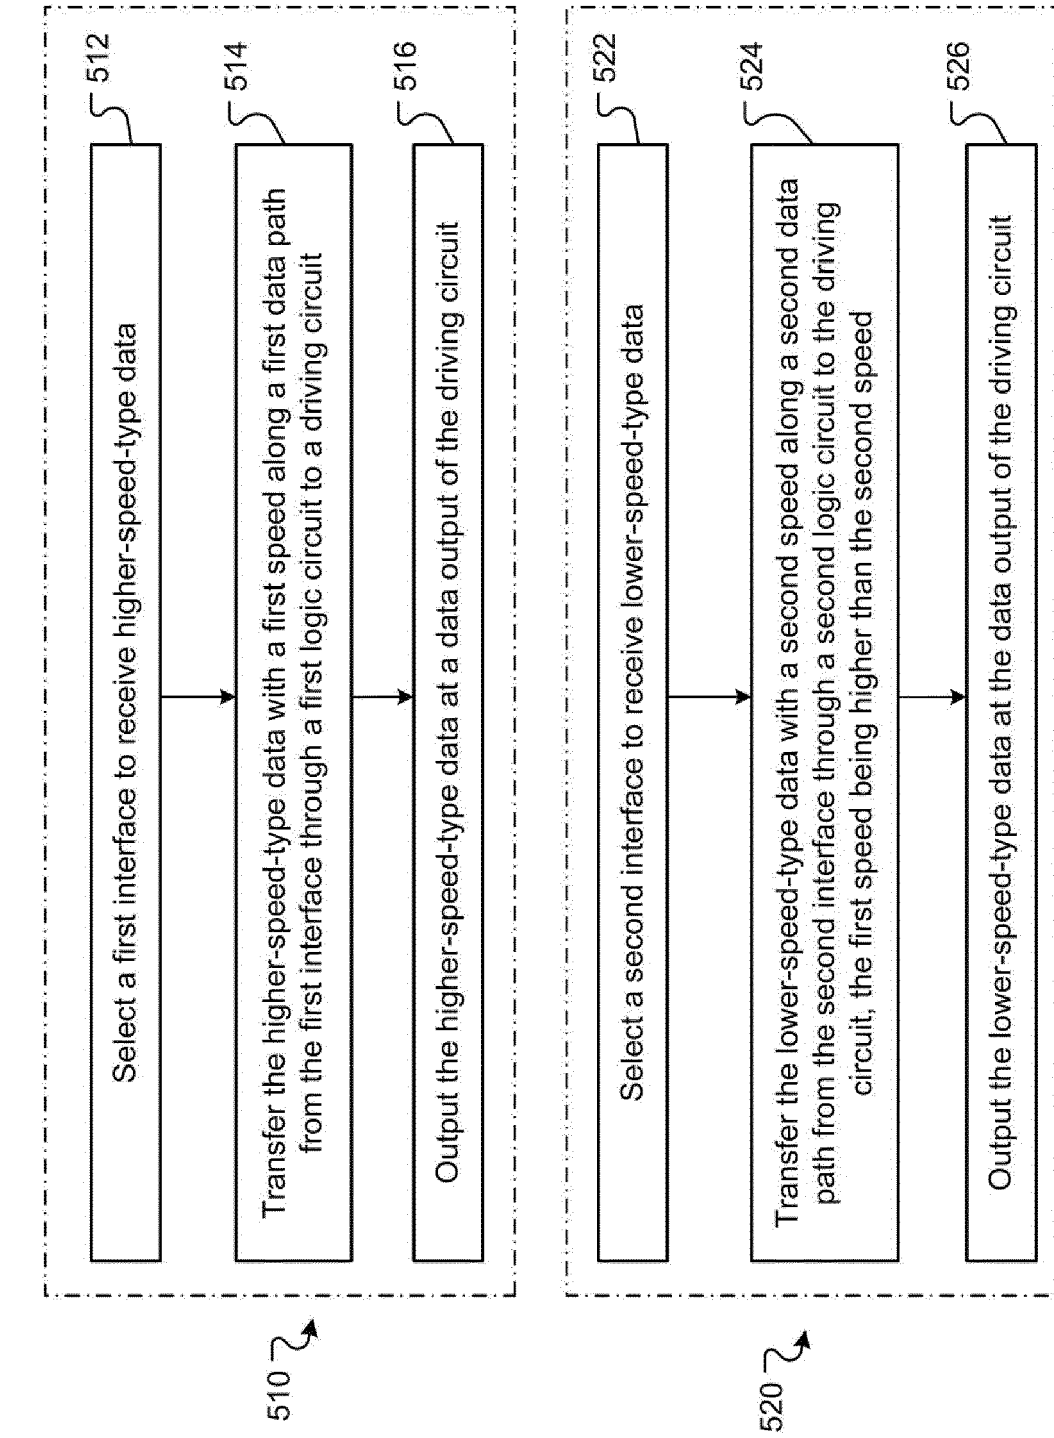 510
512
Select a first interface to receive higher-speed-type data
514
Transfer the higher-speed-type data with a first speed along a first data path
from the first interface through a first logic circuit to a driving circuit
516
Output the higher-speed-type data at a data output of the driving circuit
520
522
Select a second interface to receive lower-speed-type data
524
Transfer the lower-speed-type data with a second speed along a second data
path from the second interface through a second logic circuit to the driving
circuit, the first speed being higher than the second speed
526
Output the lower-speed-type data at the data output of the driving circuit